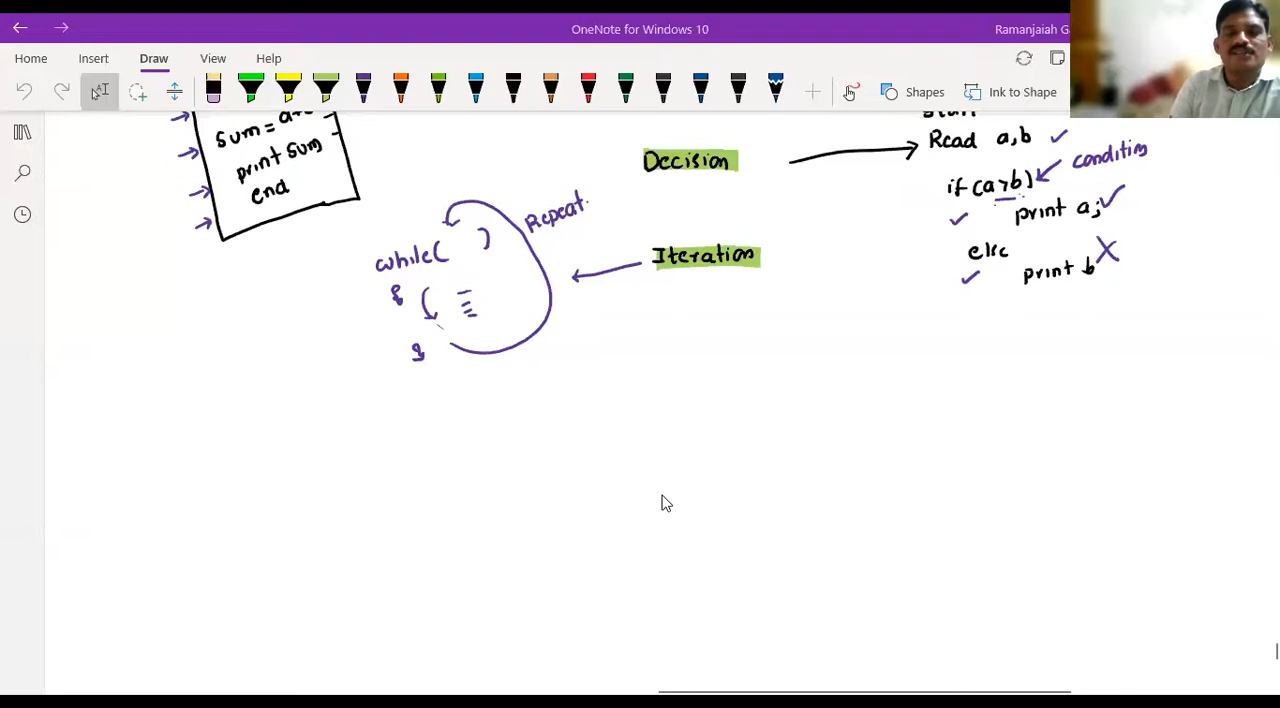 OneNote for Windows 10
Ramanjaiah G
Home Insert Draw View Help
Shapes
Ink to Shape
sum = a+
print sum
end
Decision
Read a,b
if (a>b)
condition
print a;
else
print b
while( )
Repeat
Iteration